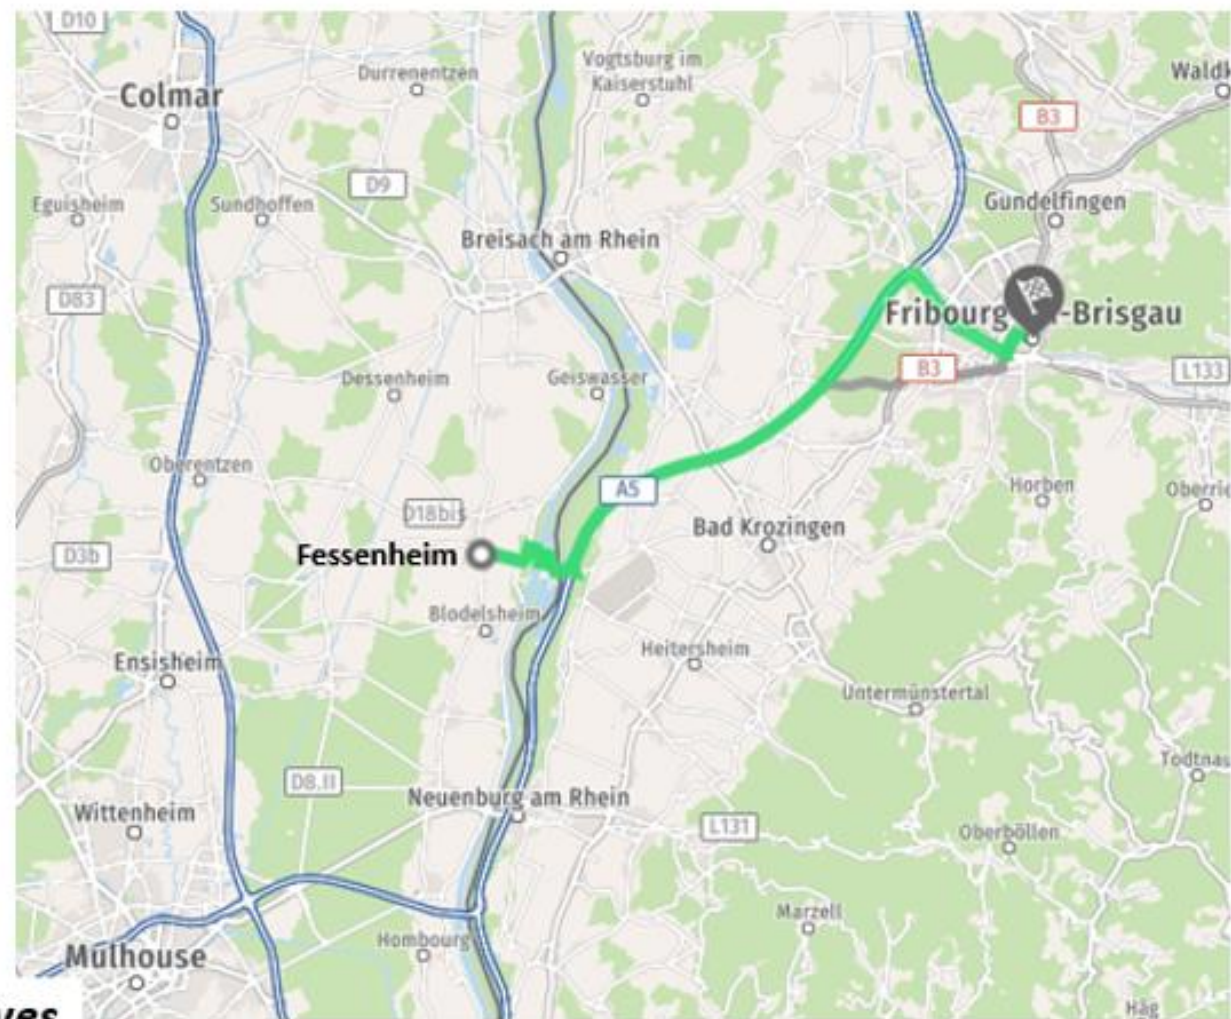 D10
Colmar
Durrenentzen
Vogtsburg im
Kaiserstuhl
B3
D9
Eguisheim
Sundhoffen
Gundelfingen
Breisach am Rhein
D83
Fribourg
-Brisgau
B3
L133
Dessenheim
Geiswasser
Oberentzen
A5
Horben
D18bis
Bad Krozingen
D3b
Fessenheim
Blodelsheim
Heitersheim
Ensisheim
Untermünstertal
Todtnau
D8.II
Neuenburg am Rhein
Wittenheim
L131
Oberböllen
Marzell
Hombourg
Mulhouse
Häg